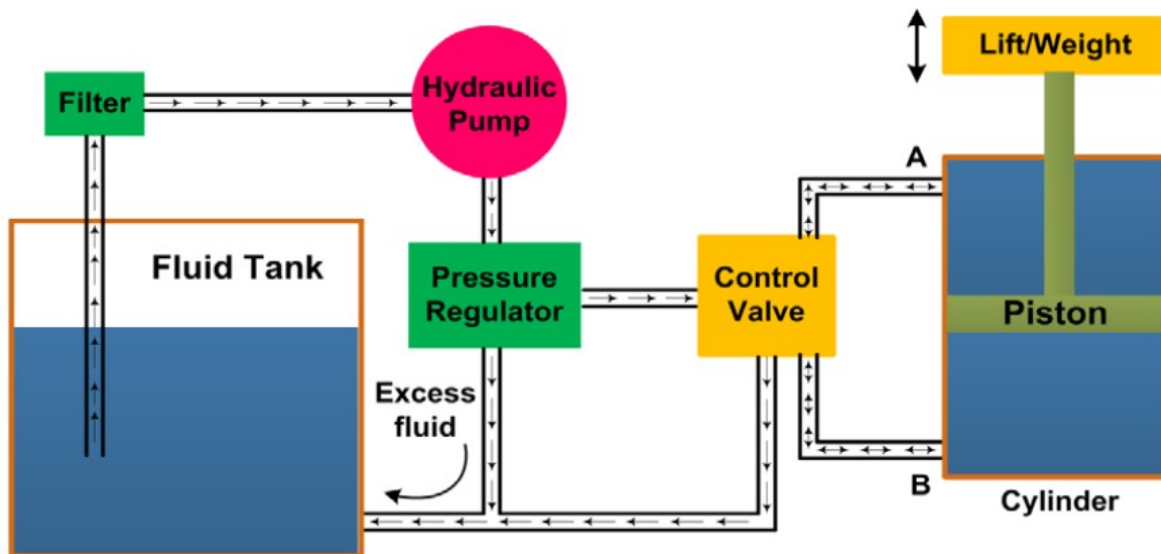 Filter
Hydraulic
Pump
Lift/Weight
A
Fluid Tank
Pressure
Regulator
Control
Valve
Piston
Excess
fluid
B
Cylinder